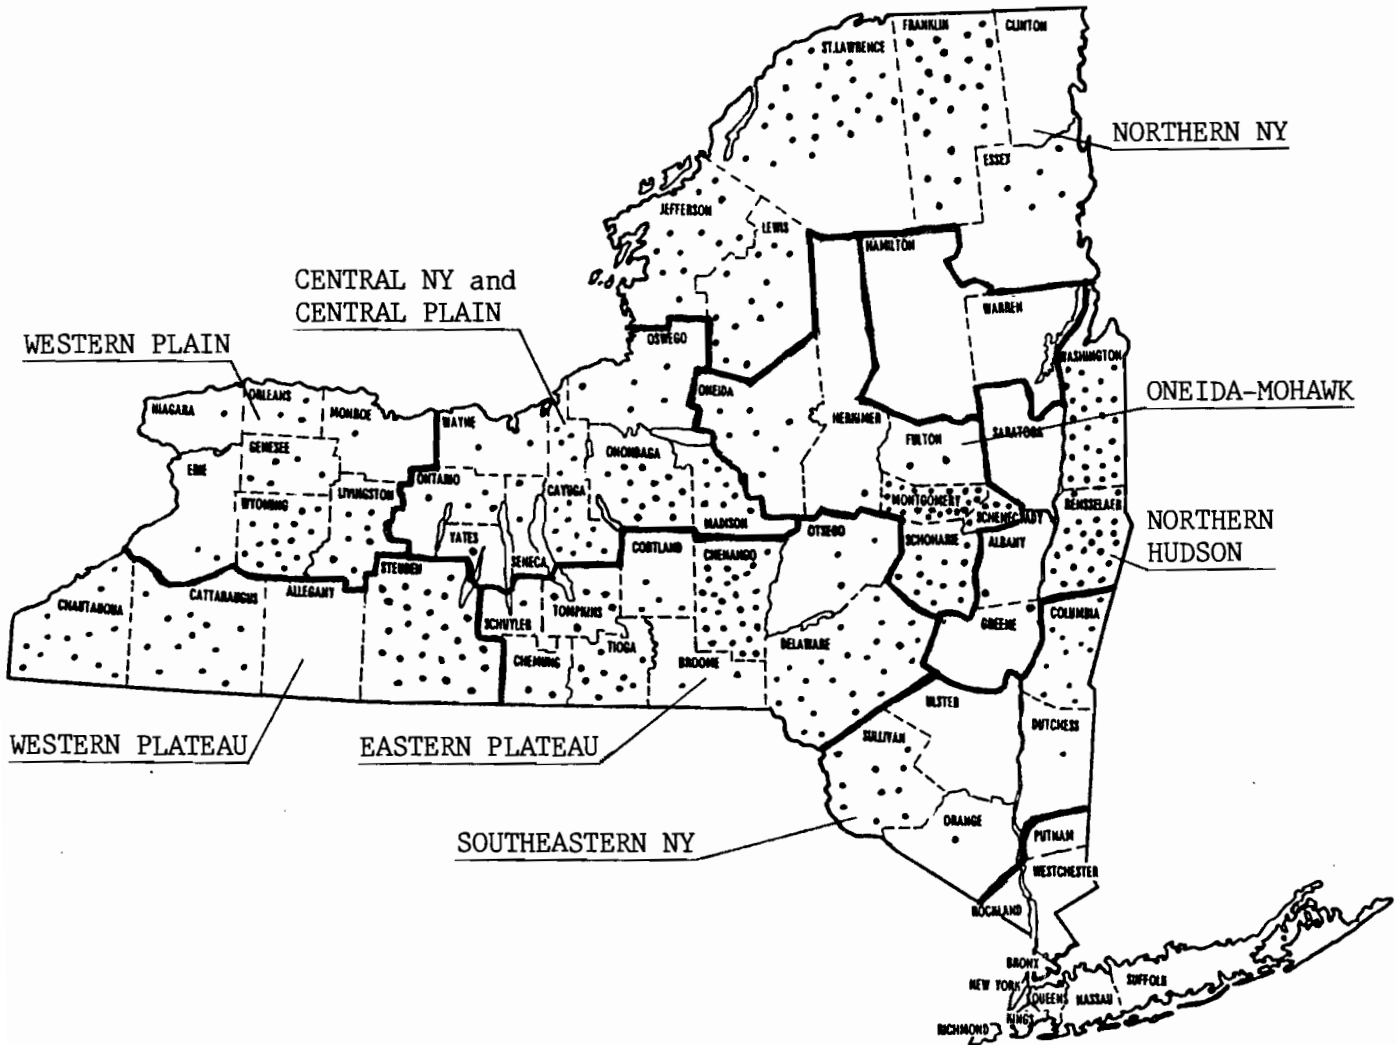 FRANKLIN
CLINTON
ST.LAWRENCE
NORTHERN NY
ESSEX
JEFFERSON
LEWIS
HAMILTON
CENTRAL NY and
CENTRAL PLAIN
WARREN
WESTERN PLAIN
OSWEGO
WASHINGTON
ONEIDA-MOHAWK
ORLEANS
NIAGARA
MONROE
WAYNE
ONEIDA
HERKIMER
FULTON
SARATOGA
GENESEE
ERIE
ONONDAGA
ONTARIO
CAYUGA
LIVINGSTON
WYOMING
MONTGOMERY
SCHENECTADY
RENSSELAER
MADISON
OTSEGO
NORTHERN
HUDSON
YATES
SENECA
CORTLAND
CHENANGO
SCHOHARIE
ALBANY
STEUBEN
CHAUTAUQUA
CATTARAUGUS
ALLEGANY
TOMPKINS
SCHUYLER
GREENE
COLUMBIA
CHEMUNG
TIOGA
BROOME
DELAWARE
WESTERN PLATEAU
EASTERN PLATEAU
ULSTER
DUTCHESS
SULLIVAN
ORANGE
SOUTHEASTERN NY
PUTNAM
WESTCHESTER
ROCKLAND
BRONX
NEW YORK
QUEENS
NASSAU
SUFFOLK
KINGS
RICHMOND